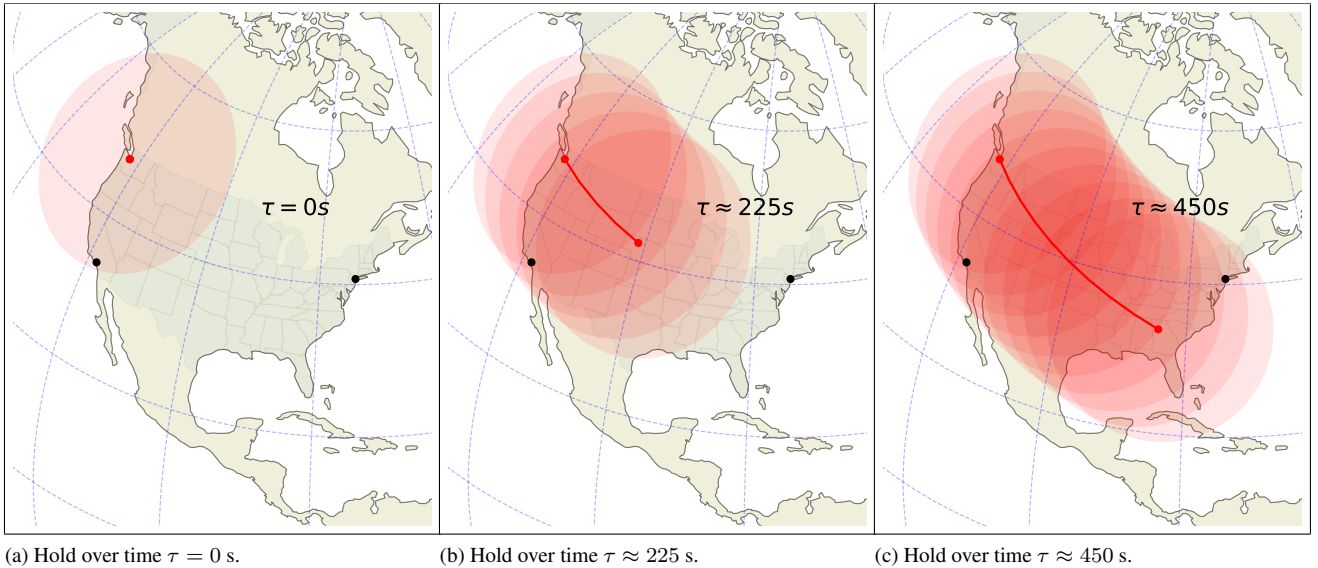 τ = 0s
τ ≈ 225s
τ ≈ 450s
(a) Hold over time τ = 0 s.
(b) Hold over time τ ≈ 225 s.
(c) Hold over time τ ≈ 450 s.